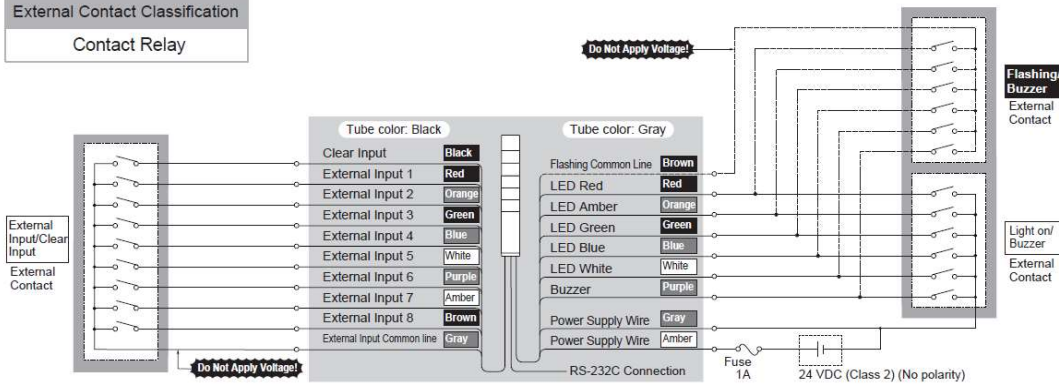 External Contact Classification
Contact Relay
Do Not Apply Voltage!
Flashing/
Buzzer
External
Contact
Tube color: Black
Tube color: Gray
Clear Input Black
External Input 1 Red
External Input 2 Orange
External Input 3 Green
External Input 4 Blue
External Input 5 White
External Input 6 Purple
External Input 7 Amber
External Input 8 Brown
External Input Common line Gray
Flashing Common Line Brown
LED Red Red
LED Amber Orange
LED Green Green
LED Blue Blue
LED White White
Buzzer Purple
Power Supply Wire Gray
Power Supply Wire Amber
RS-232C Connection
External
Input/Clear
Input
External
Contact
Do Not Apply Voltage!
Light on/
Buzzer
External
Contact
Fuse
1A
24 VDC (Class 2) (No polarity)